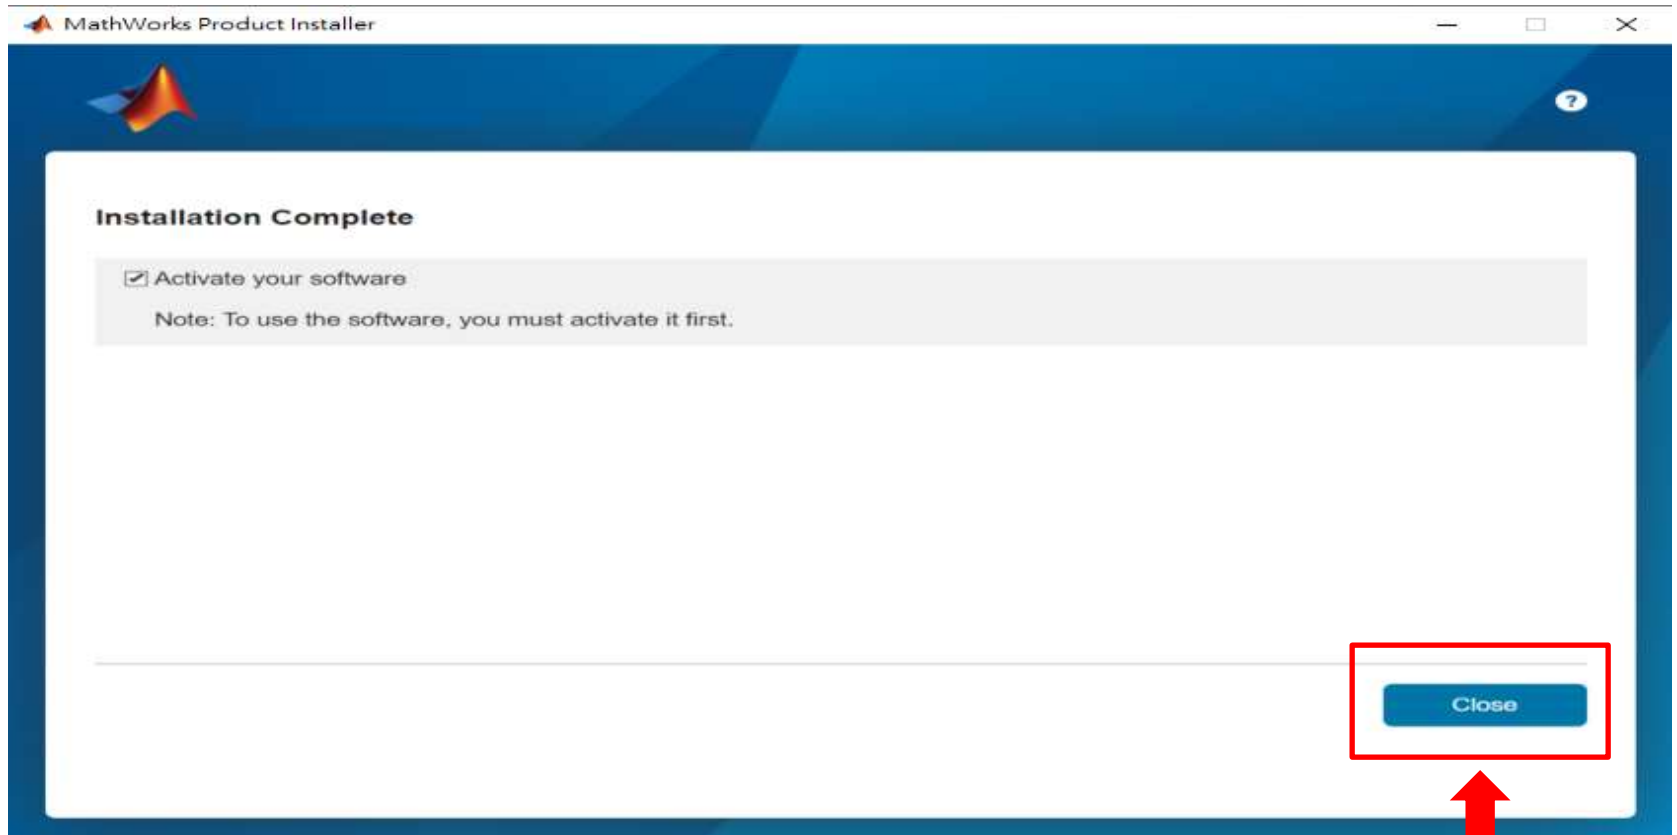 MathWorks Product Installer
?
Installation Complete
Activate your software
Note: To use the software, you must activate it first.
Close